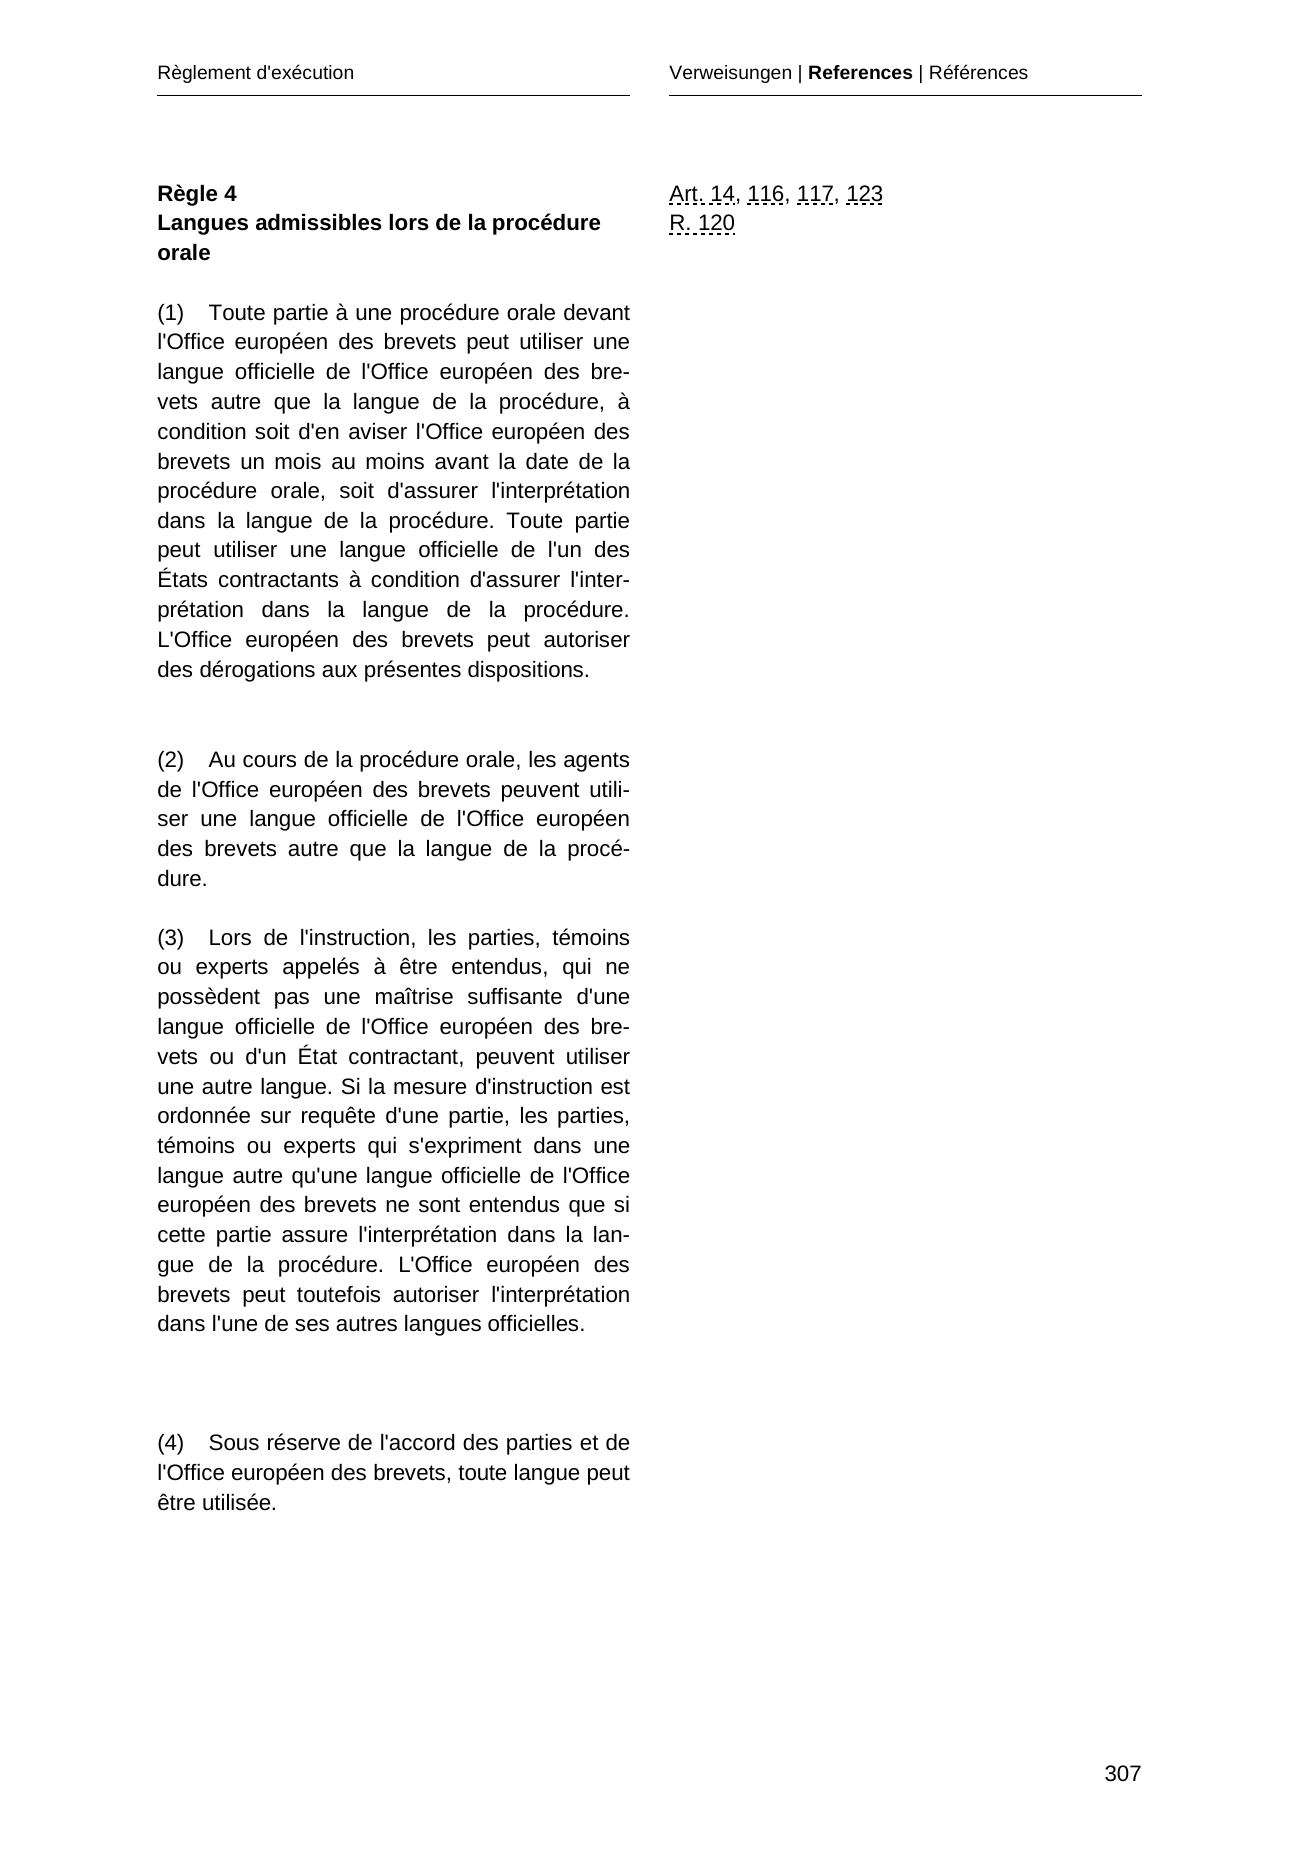 Règlement d'exécution
Verweisungen | References | Références
Règle 4
Langues admissibles lors de la procédure
orale
Art. 14, 116, 117, 123
R. 120
(1) Toute partie à une procédure orale devant
l'Office européen des brevets peut utiliser une
langue officielle de l'Office européen des bre-
vets autre que la langue de la procédure, à
condition soit d'en aviser l'Office européen des
brevets un mois au moins avant la date de la
procédure orale, soit d'assurer l'interprétation
dans la langue de la procédure. Toute partie
peut utiliser une langue officielle de l'un des
États contractants à condition d'assurer l'inter-
prétation dans la langue de la procédure.
L'Office européen des brevets peut autoriser
des dérogations aux présentes dispositions.
(2) Au cours de la procédure orale, les agents
de l'Office européen des brevets peuvent utili-
ser une langue officielle de l'Office européen
des brevets autre que la langue de la procé-
dure.
(3) Lors de l'instruction, les parties, témoins
ou experts appelés à être entendus, qui ne
possèdent pas une maîtrise suffisante d'une
langue officielle de l'Office européen des bre-
vets ou d'un État contractant, peuvent utiliser
une autre langue. Si la mesure d'instruction est
ordonnée sur requête d'une partie, les parties,
témoins ou experts qui s'expriment dans une
langue autre qu'une langue officielle de l'Office
européen des brevets ne sont entendus que si
cette partie assure l'interprétation dans la lan-
gue de la procédure. L'Office européen des
brevets peut toutefois autoriser l'interprétation
dans l'une de ses autres langues officielles.
(4) Sous réserve de l'accord des parties et de
l'Office européen des brevets, toute langue peut
être utilisée.
307